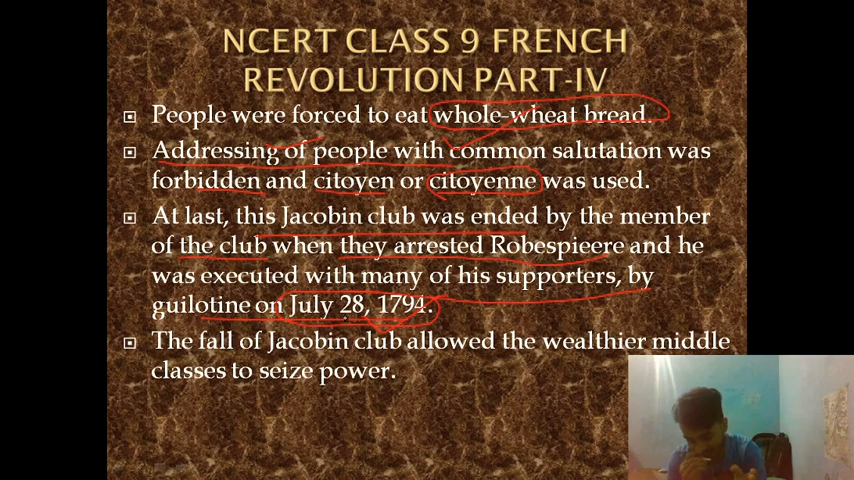 NCERT CLASS 9 FRENCH
REVOLUTION PART-IV
People were forced to eat whole-wheat bread.
Addressing of people with common salutation was
forbidden and citoyen or citoyenne was used.
At last, this Jacobin club was ended by the member
of the club when they arrested Robespieere and he
was executed with many of his supporters, by
guilotine on July 28, 1794.
The fall of Jacobin club allowed the wealthier middle
classes to seize power.